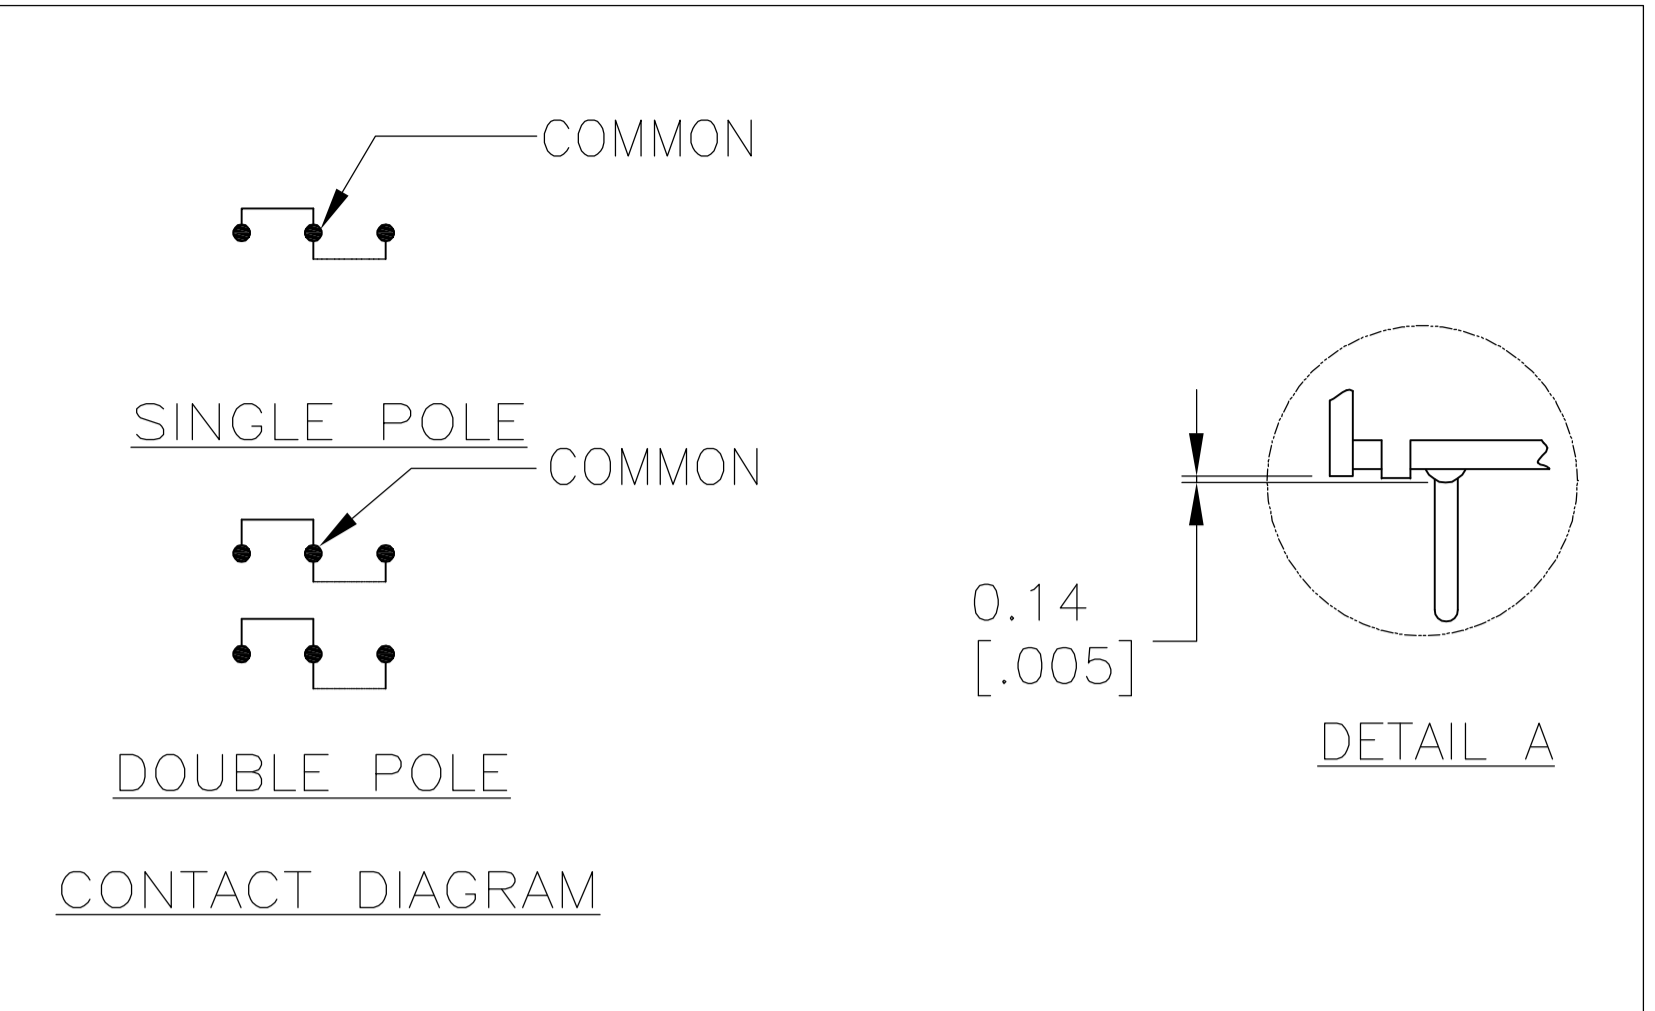 COMMON
SINGLE POLE
COMMON
DOUBLE POLE
CONTACT DIAGRAM
0.14
[.005]
DETAIL A